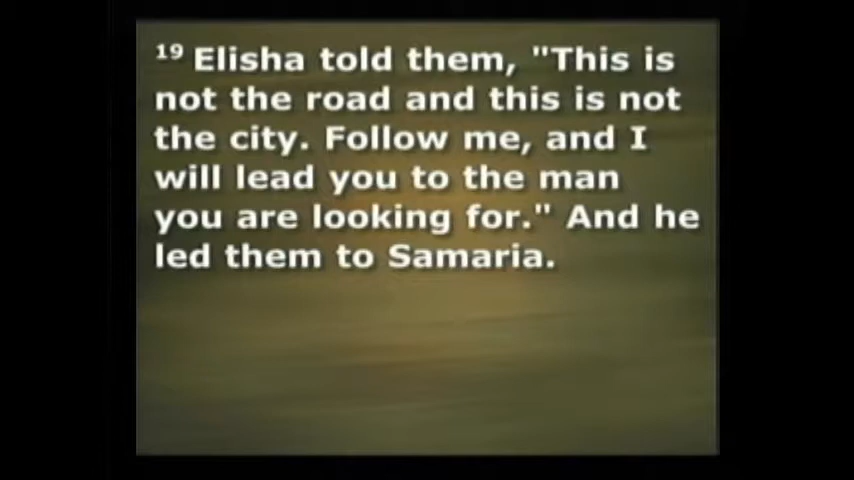 19 Elisha told them, "This is
not the road and this is not
the city. Follow me, and I
will lead you to the man
you are looking for." And he
led them to Samaria.